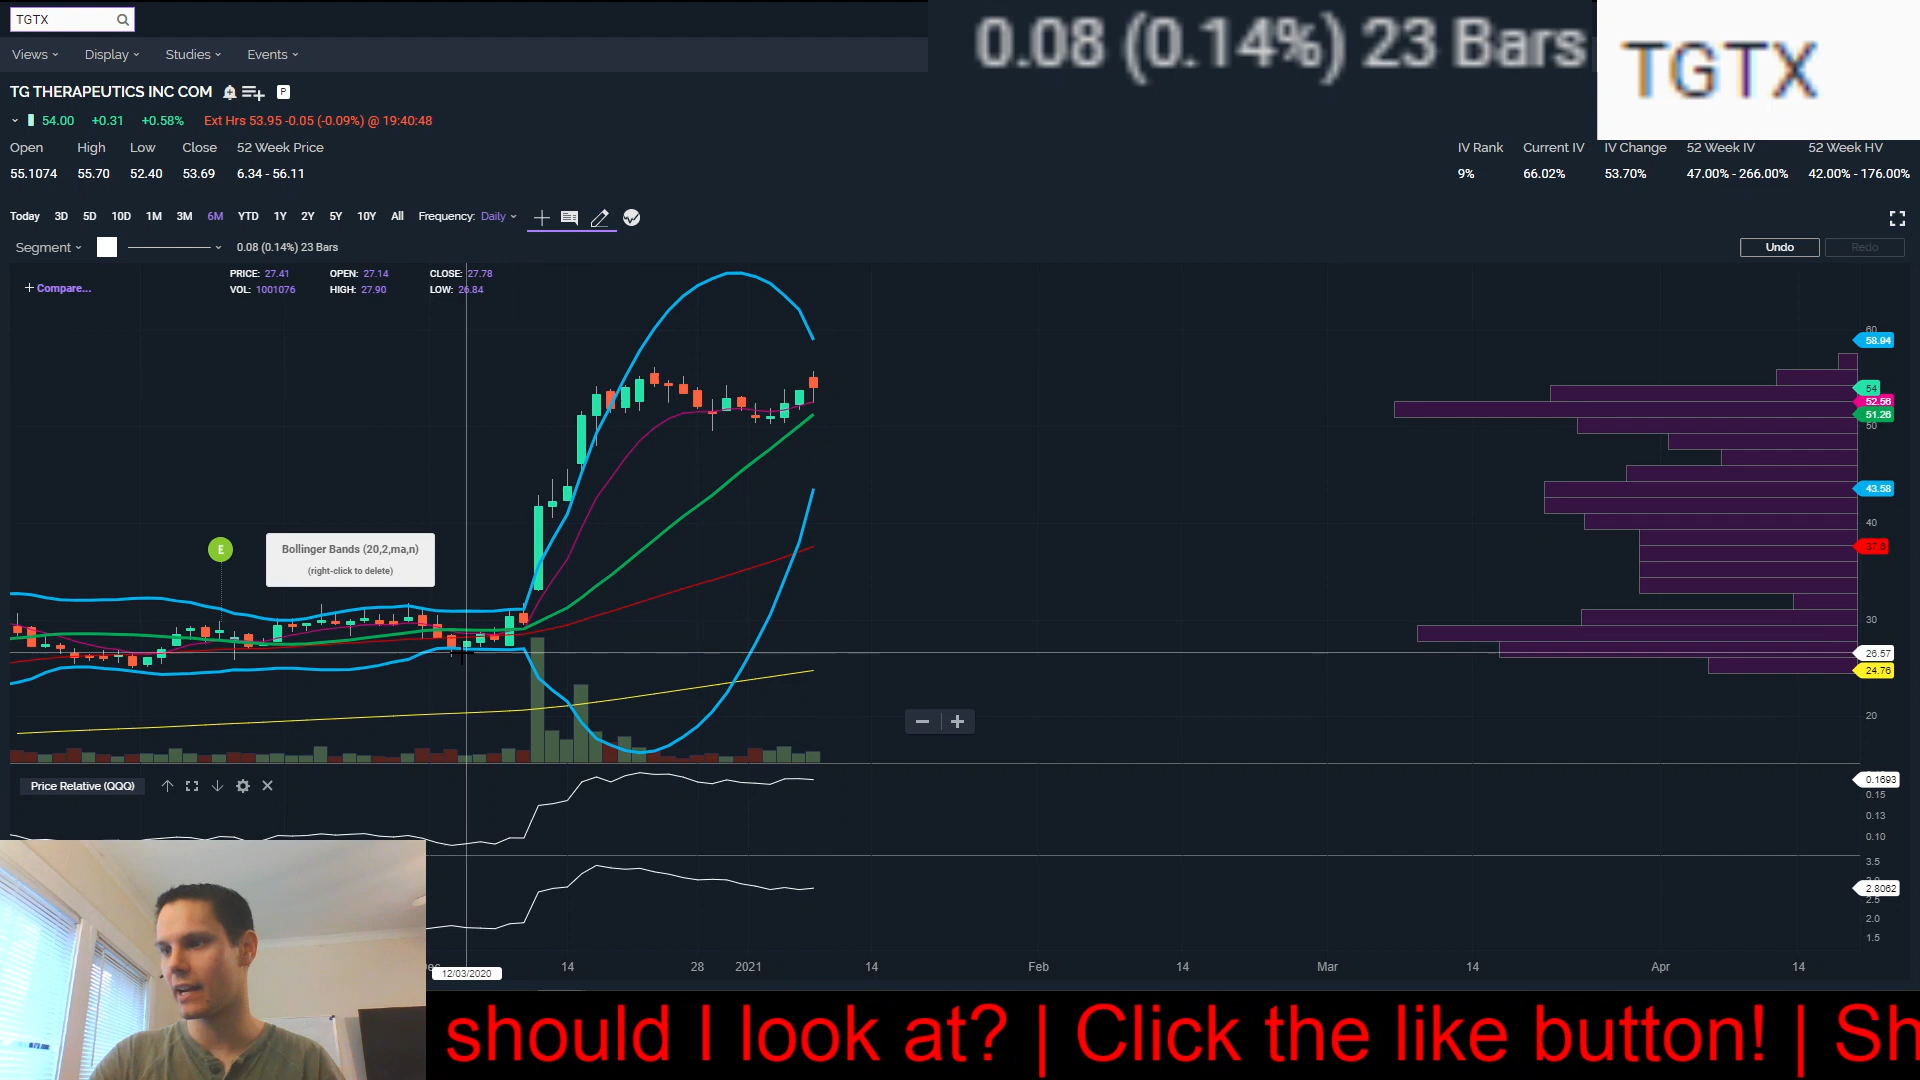 TGTX
0.08 (0.14%) 23 Bars
TGTX
Views Display Studies Events
TG THERAPEUTICS INC COM P
54.00 +0.31 +0.58% Ext Hrs 53.95 -0.05 (-0.09%) @ 19:40:48
Open High Low Close 52 Week Price
55.1074 55.70 52.40 53.69 6.34 - 56.11
IV Rank Current IV IV Change 52 Week IV 52 Week HV
9% 66.02% 53.70% 47.00% - 266.00% 42.00% - 176.00%
Today 3D 5D 10D 1M 3M 6M YTD 1Y 2Y 5Y 10Y All Frequency: Daily
Segment 0.08 (0.14%) 23 Bars Undo Redo
+ Compare...
PRICE: 27.41 OPEN: 27.14 CLOSE: 27.78
VOL: 1001076 HIGH: 27.90 LOW: 26.84
60
58.94
54
52.56
51.26
50
43.58
40
37.6
30
26.57
24.76
20
E
Bollinger Bands (20,2,ma,n)
(right-click to delete)
Price Relative (QQQ)
0.1693
0.15
0.13
0.10
3.5
2.8062
2.5
2.0
1.5
12/03/2020
14 28 2021 14 Feb 14 Mar 14 Apr 14
should I look at? | Click the like button! | Sh